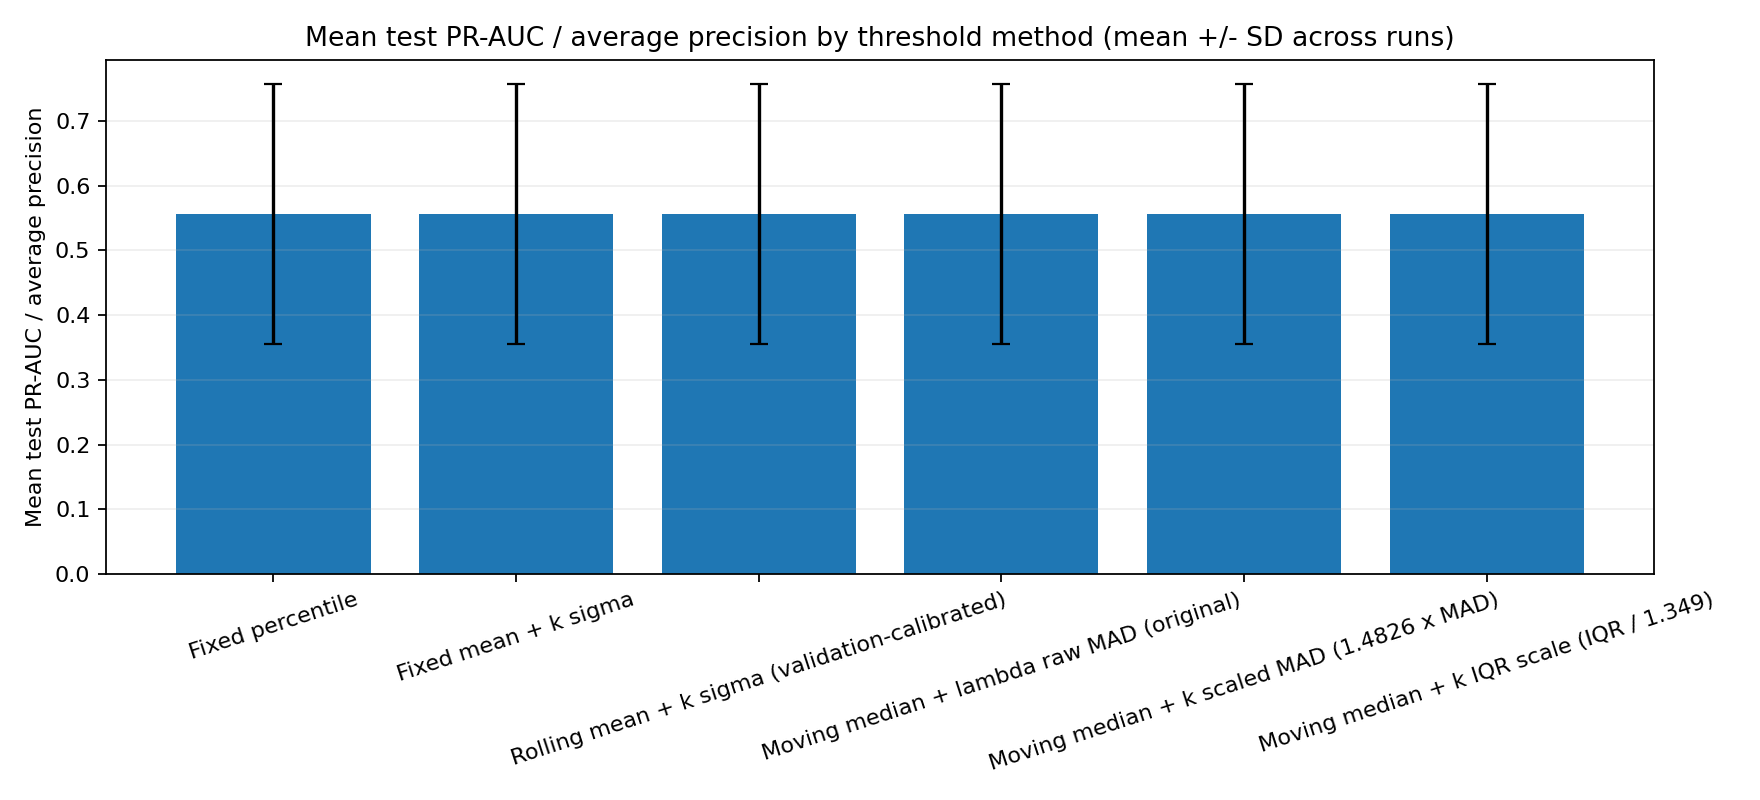 Mean test PR-AUC / average precision by threshold method (mean +/- SD across runs)
Mean test PR-AUC / average precision
0.7
0.6
0.5
0.4
0.3
0.2
0.1
0.0
Fixed percentile
Fixed mean + k sigma
Rolling mean + k sigma (validation-calibrated)
Moving median + lambda raw MAD (original)
Moving median + k scaled MAD (1.4826 x MAD)
Moving median + k IQR scale (IQR / 1.349)